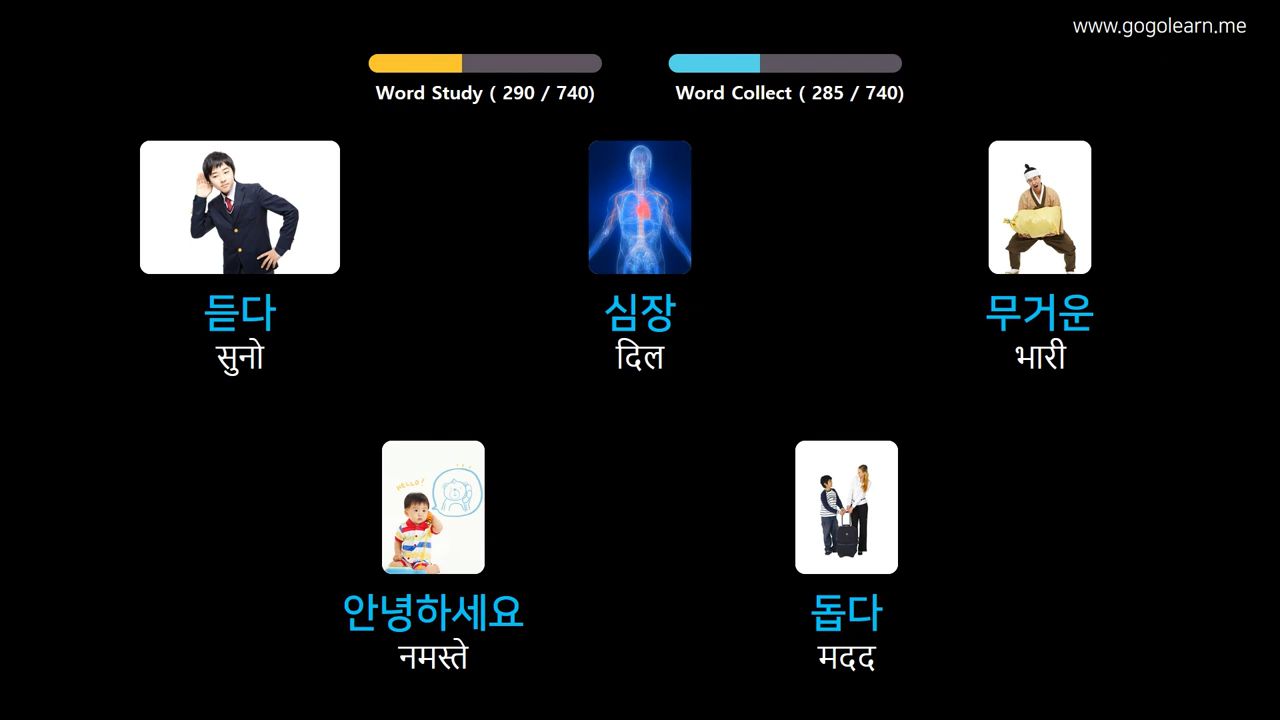 www.gogolearn.me
Word Study ( 290 / 740)
Word Collect ( 285 / 740)
듣다
सुनो
심장
दिल
무거운
भारी
HELLO!
안녕하세요
नमस्ते
돕다
मदद